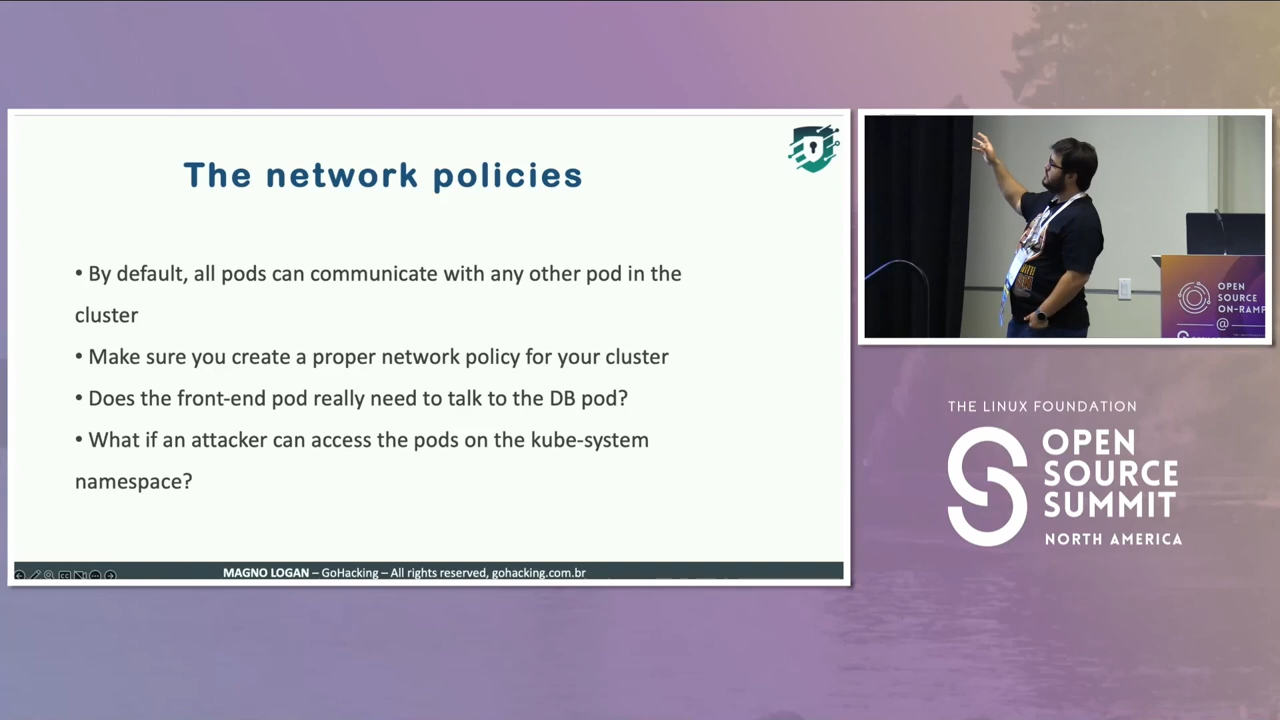 The network policies
• By default, all pods can communicate with any other pod in the
cluster
• Make sure you create a proper network policy for your cluster
• Does the front-end pod really need to talk to the DB pod?
• What if an attacker can access the pods on the kube-system
namespace?
MAGNO LOGAN – GoHacking – All rights reserved, gohacking.com.br
OPEN
SOURCE
ON-RAMP
@
THE LINUX FOUNDATION
OPEN
SOURCE
SUMMIT
NORTH AMERICA